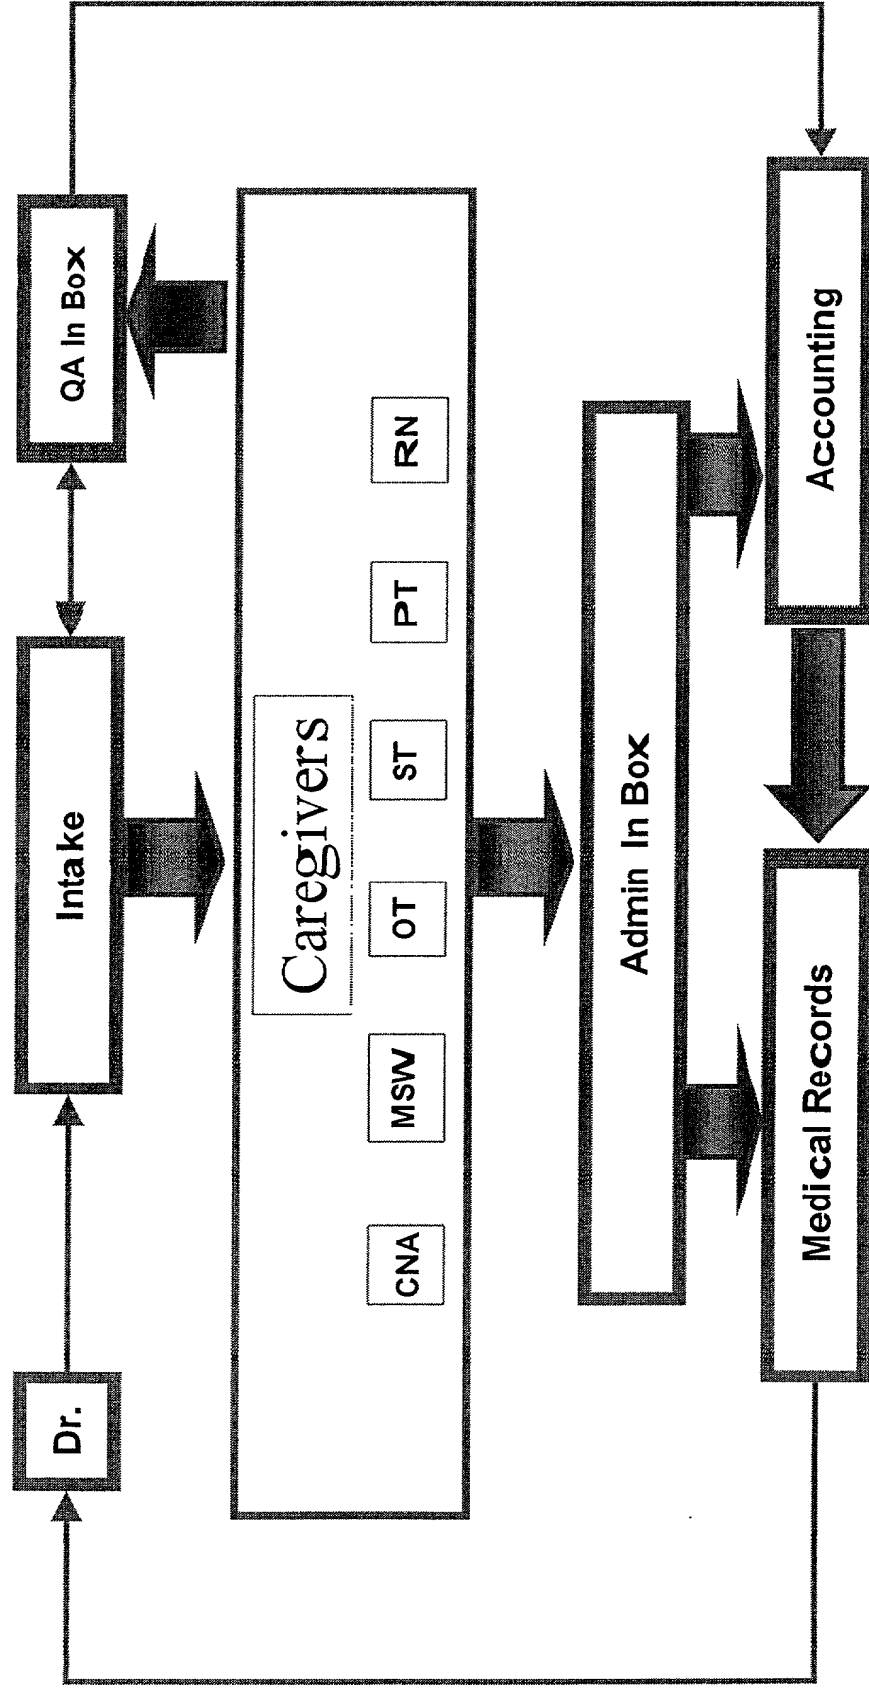 Dr.
Intake
QA In Box
Caregivers
CNA
MSW
OT
ST
PT
RN
Admin In Box
Medical Records
Accounting